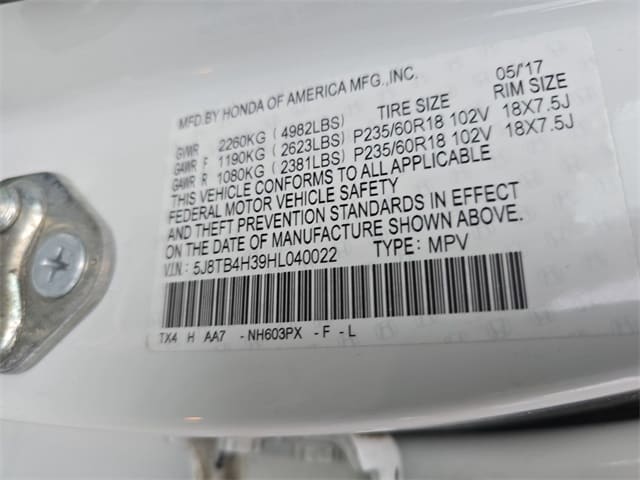 MFD.BY HONDA OF AMERICA MFG.,INC. 05/'17
TIRE SIZE RIM SIZE
GVWR 2260KG ( 4982LBS)
GAWR F 1190KG ( 2623LBS) P235/60R18 102V 18X7.5J
GAWR R 1080KG ( 2381LBS) P235/60R18 102V 18X7.5J
THIS VEHICLE CONFORMS TO ALL APPLICABLE
FEDERAL MOTOR VEHICLE SAFETY
AND THEFT PREVENTION STANDARDS IN EFFECT
ON THE DATE OF MANUFACTURE SHOWN ABOVE.
V.I.N.: 5J8TB4H39HL040022 TYPE: MPV
TX4 H AA7 -NH603PX -F -L